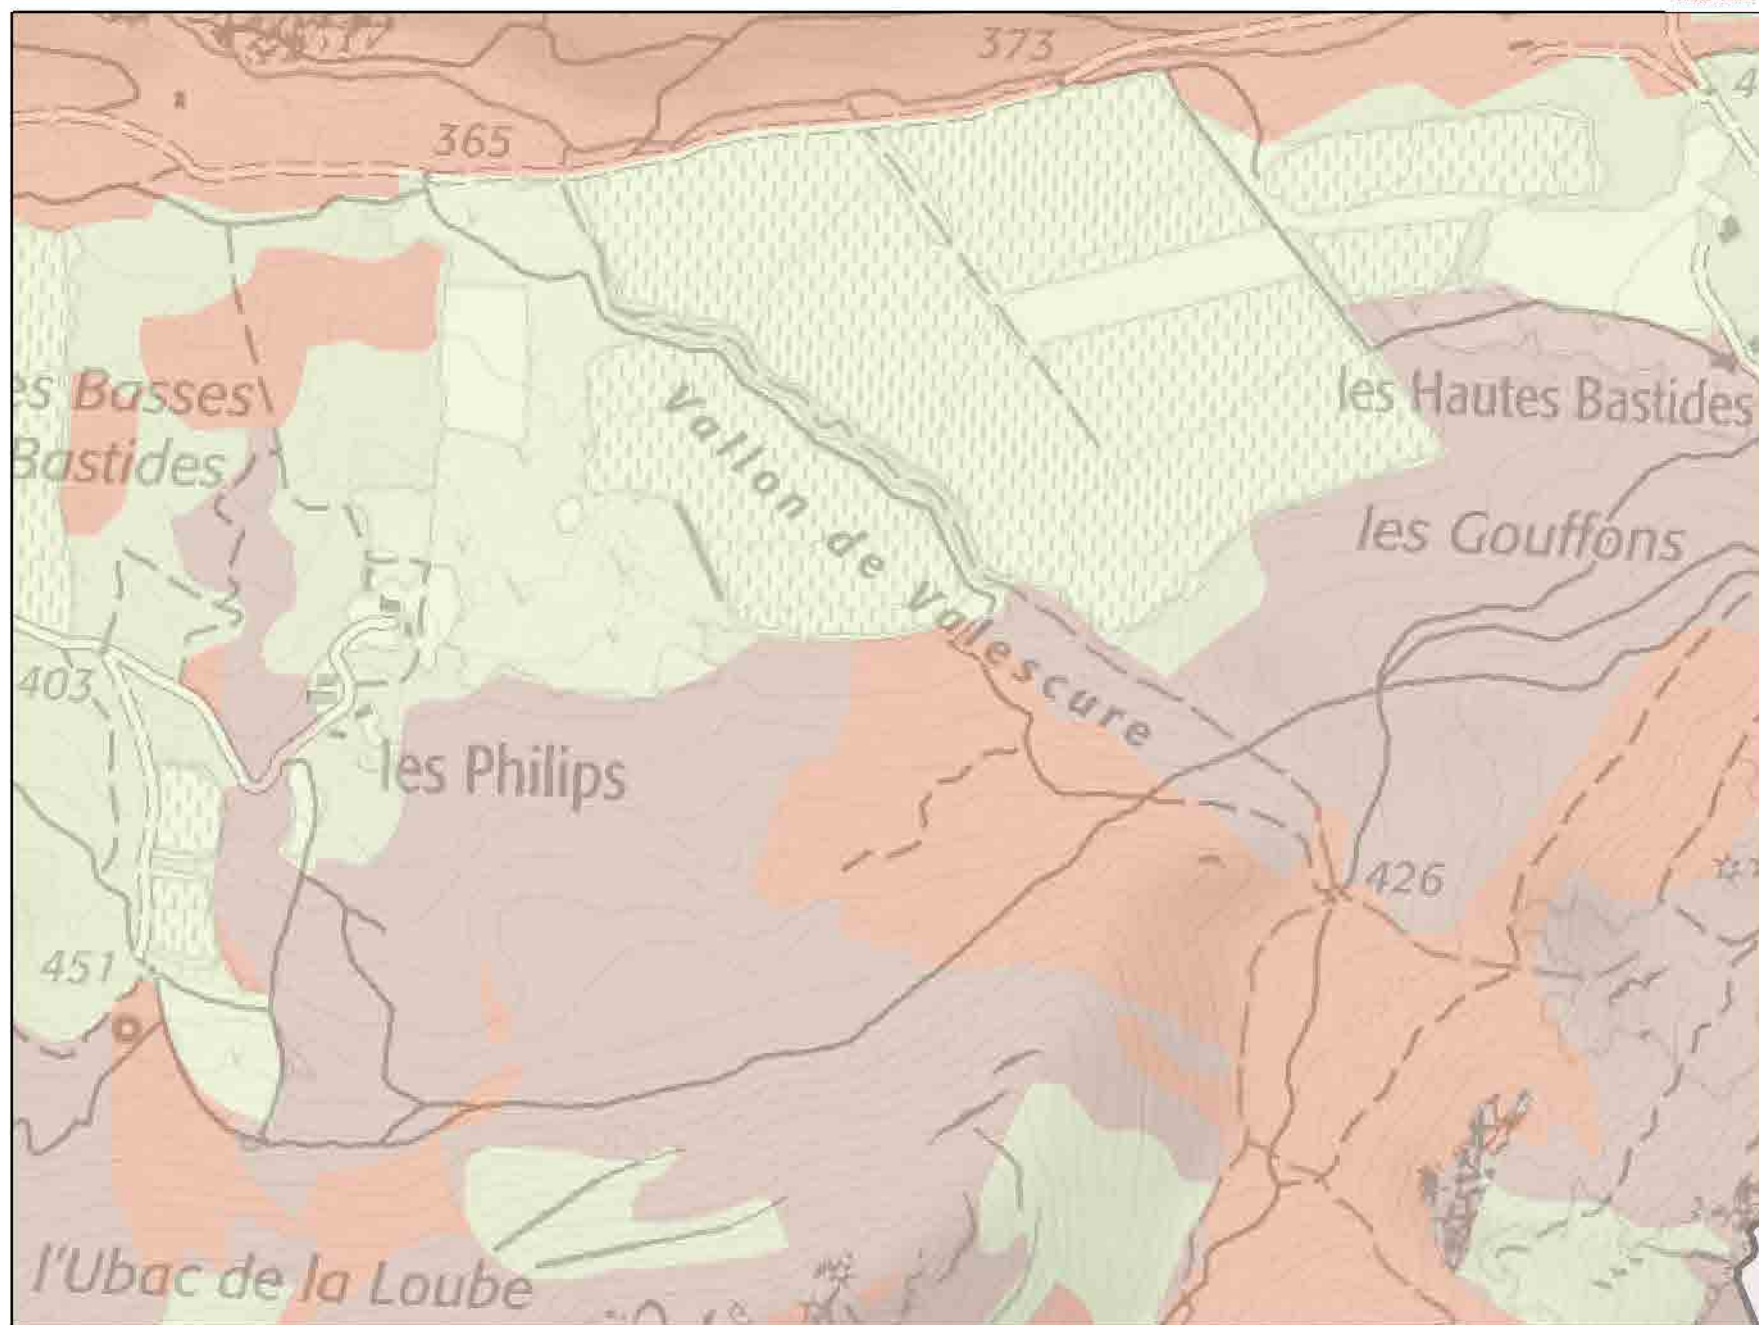 373
365
es Basses
Bastides
les Hautes Bastides
les Gouffons
Vallon de Valescure
403
les Philips
426
451
l'Ubac de la Loube